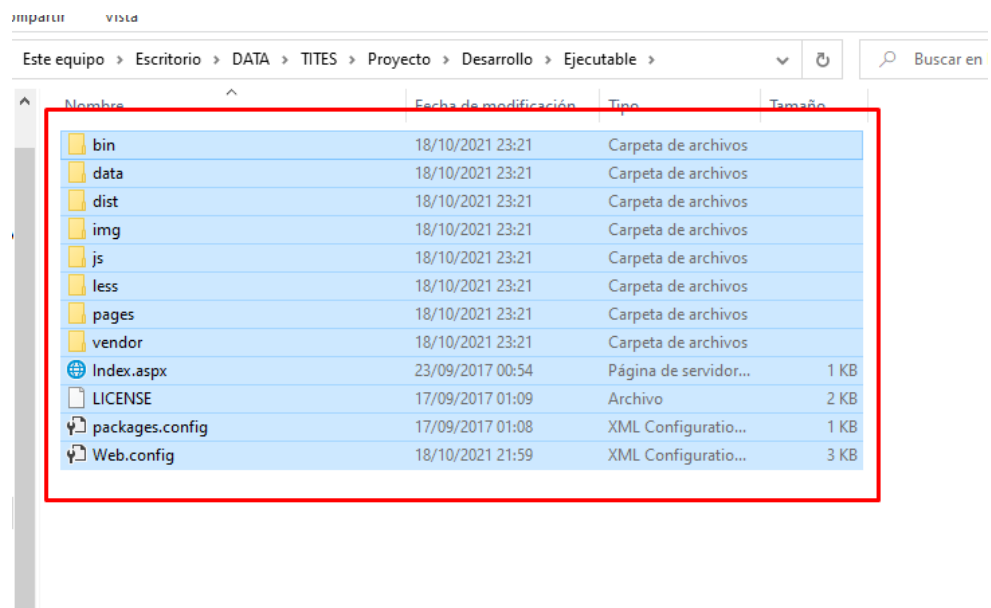 Compartir Vista
Este equipo > Escritorio > DATA > TITES > Proyecto > Desarrollo > Ejecutable > Buscar en
Nombre Fecha de modificación Tipo Tamaño
bin 18/10/2021 23:21 Carpeta de archivos
data 18/10/2021 23:21 Carpeta de archivos
dist 18/10/2021 23:21 Carpeta de archivos
img 18/10/2021 23:21 Carpeta de archivos
js 18/10/2021 23:21 Carpeta de archivos
less 18/10/2021 23:21 Carpeta de archivos
pages 18/10/2021 23:21 Carpeta de archivos
vendor 18/10/2021 23:21 Carpeta de archivos
Index.aspx 23/09/2017 00:54 Página de servidor... 1 KB
LICENSE 17/09/2017 01:09 Archivo 2 KB
packages.config 17/09/2017 01:08 XML Configuratio... 1 KB
Web.config 18/10/2021 21:59 XML Configuratio... 3 KB